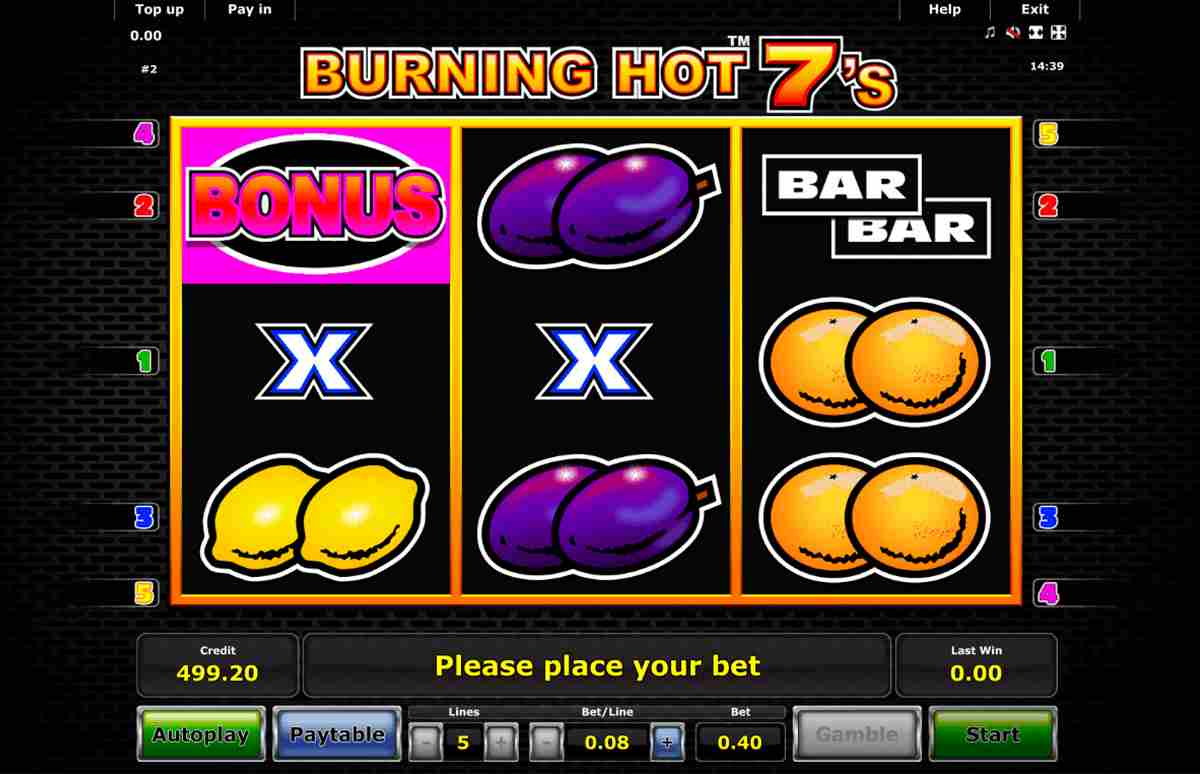 Top up Pay in Help Exit
0.00
#2 14:39
BURNING HOT™ 7's
4 5
BONUS
BAR
2 2
BAR
X X
1 1
3 3
5 4
Credit Last Win
499.20 Please place your bet 0.00
Lines Bet/Line Bet
Autoplay Paytable - 5 + - 0.08 + 0.40 Gamble Start